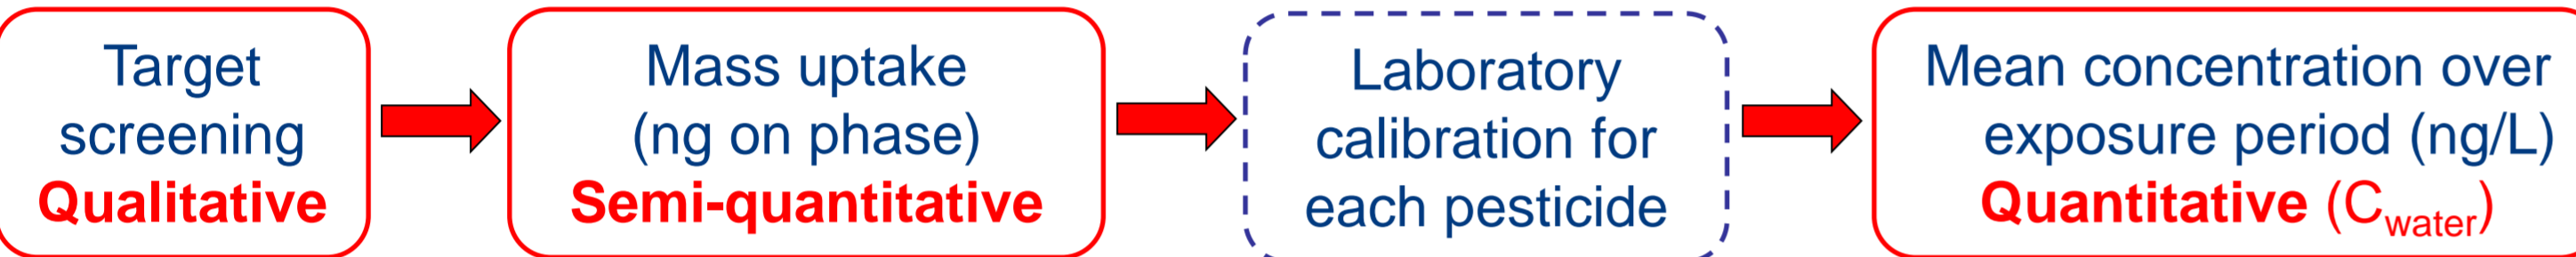 Target
screening
Qualitative
Mass uptake
(ng on phase)
Semi-quantitative
Laboratory
calibration for
each pesticide
Mean concentration over
exposure period (ng/L)
Quantitative (Cwater)